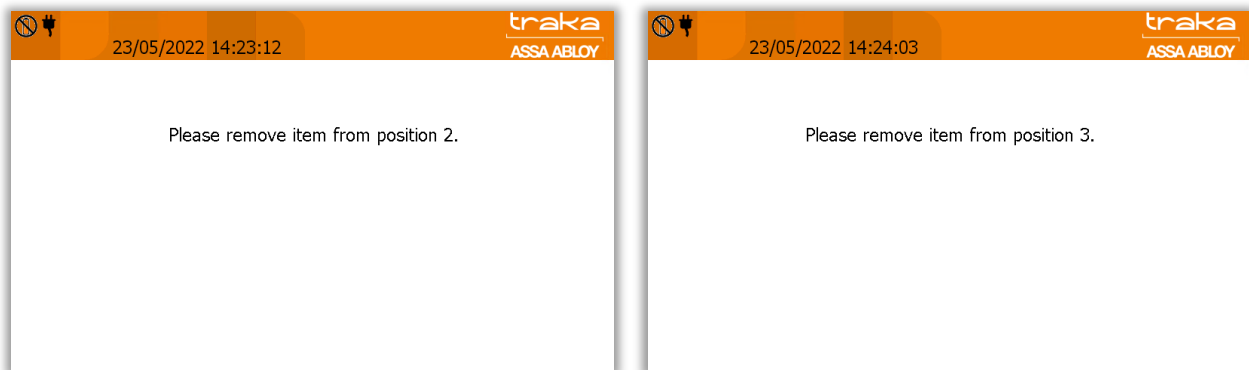 traka
23/05/2022 14:23:12
ASSA ABLOY
Please remove item from position 2.
traka
23/05/2022 14:24:03
ASSA ABLOY
Please remove item from position 3.